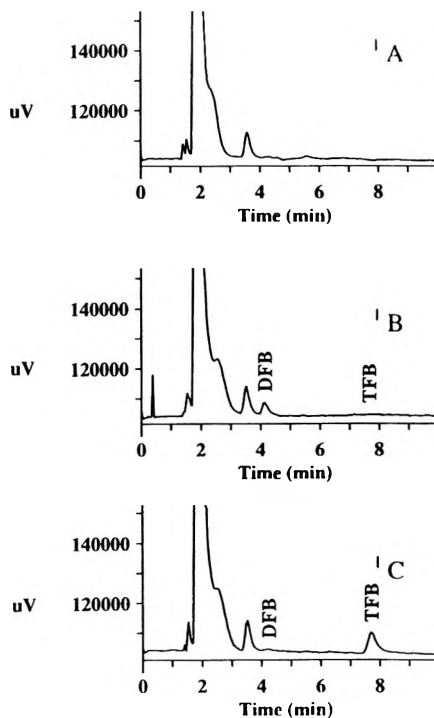 A
140000
uV 120000
0 2 4 6 8
Time (min)
B
140000
DFB
TFB
uV 120000
0 2 4 6 8
Time (min)
C
140000
DFB
TFB
uV 120000
0 2 4 6 8
Time (min)